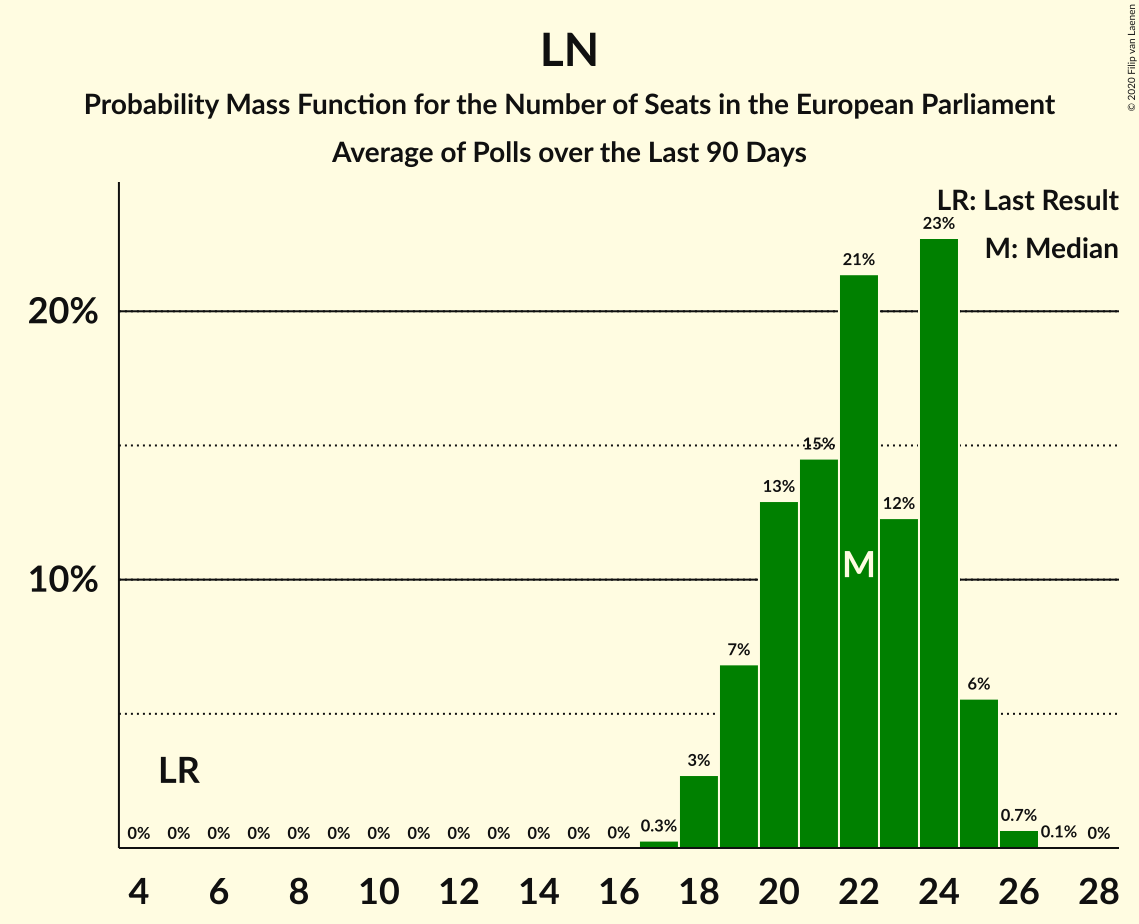 LN
Probability Mass Function for the Number of Seats in the European Parliament
Average of Polls over the Last 90 Days
© 2020 Filip van Laenen
LR: Last Result
M: Median
23%
21%
20%
15%
13%
12%
M
10%
7%
6%
LR
3%
0% 0% 0% 0% 0% 0% 0% 0% 0% 0% 0% 0% 0% 0.3% 0.7% 0.1% 0%
4 6 8 10 12 14 16 18 20 22 24 26 28